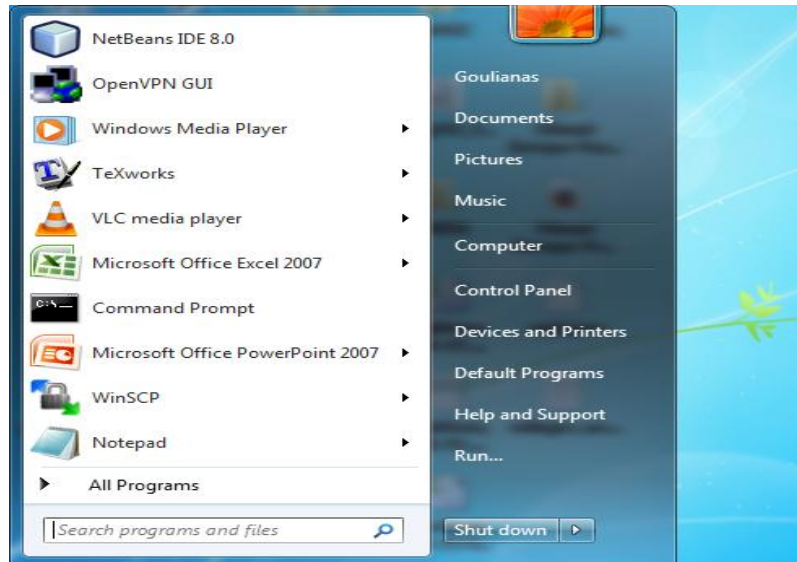 NetBeans IDE 8.0
OpenVPN GUI
Windows Media Player
TeXworks
VLC media player
Microsoft Office Excel 2007
Command Prompt
Microsoft Office PowerPoint 2007
WinSCP
Notepad
All Programs
Search programs and files
Goulianas
Documents
Pictures
Music
Computer
Control Panel
Devices and Printers
Default Programs
Help and Support
Run...
Shut down